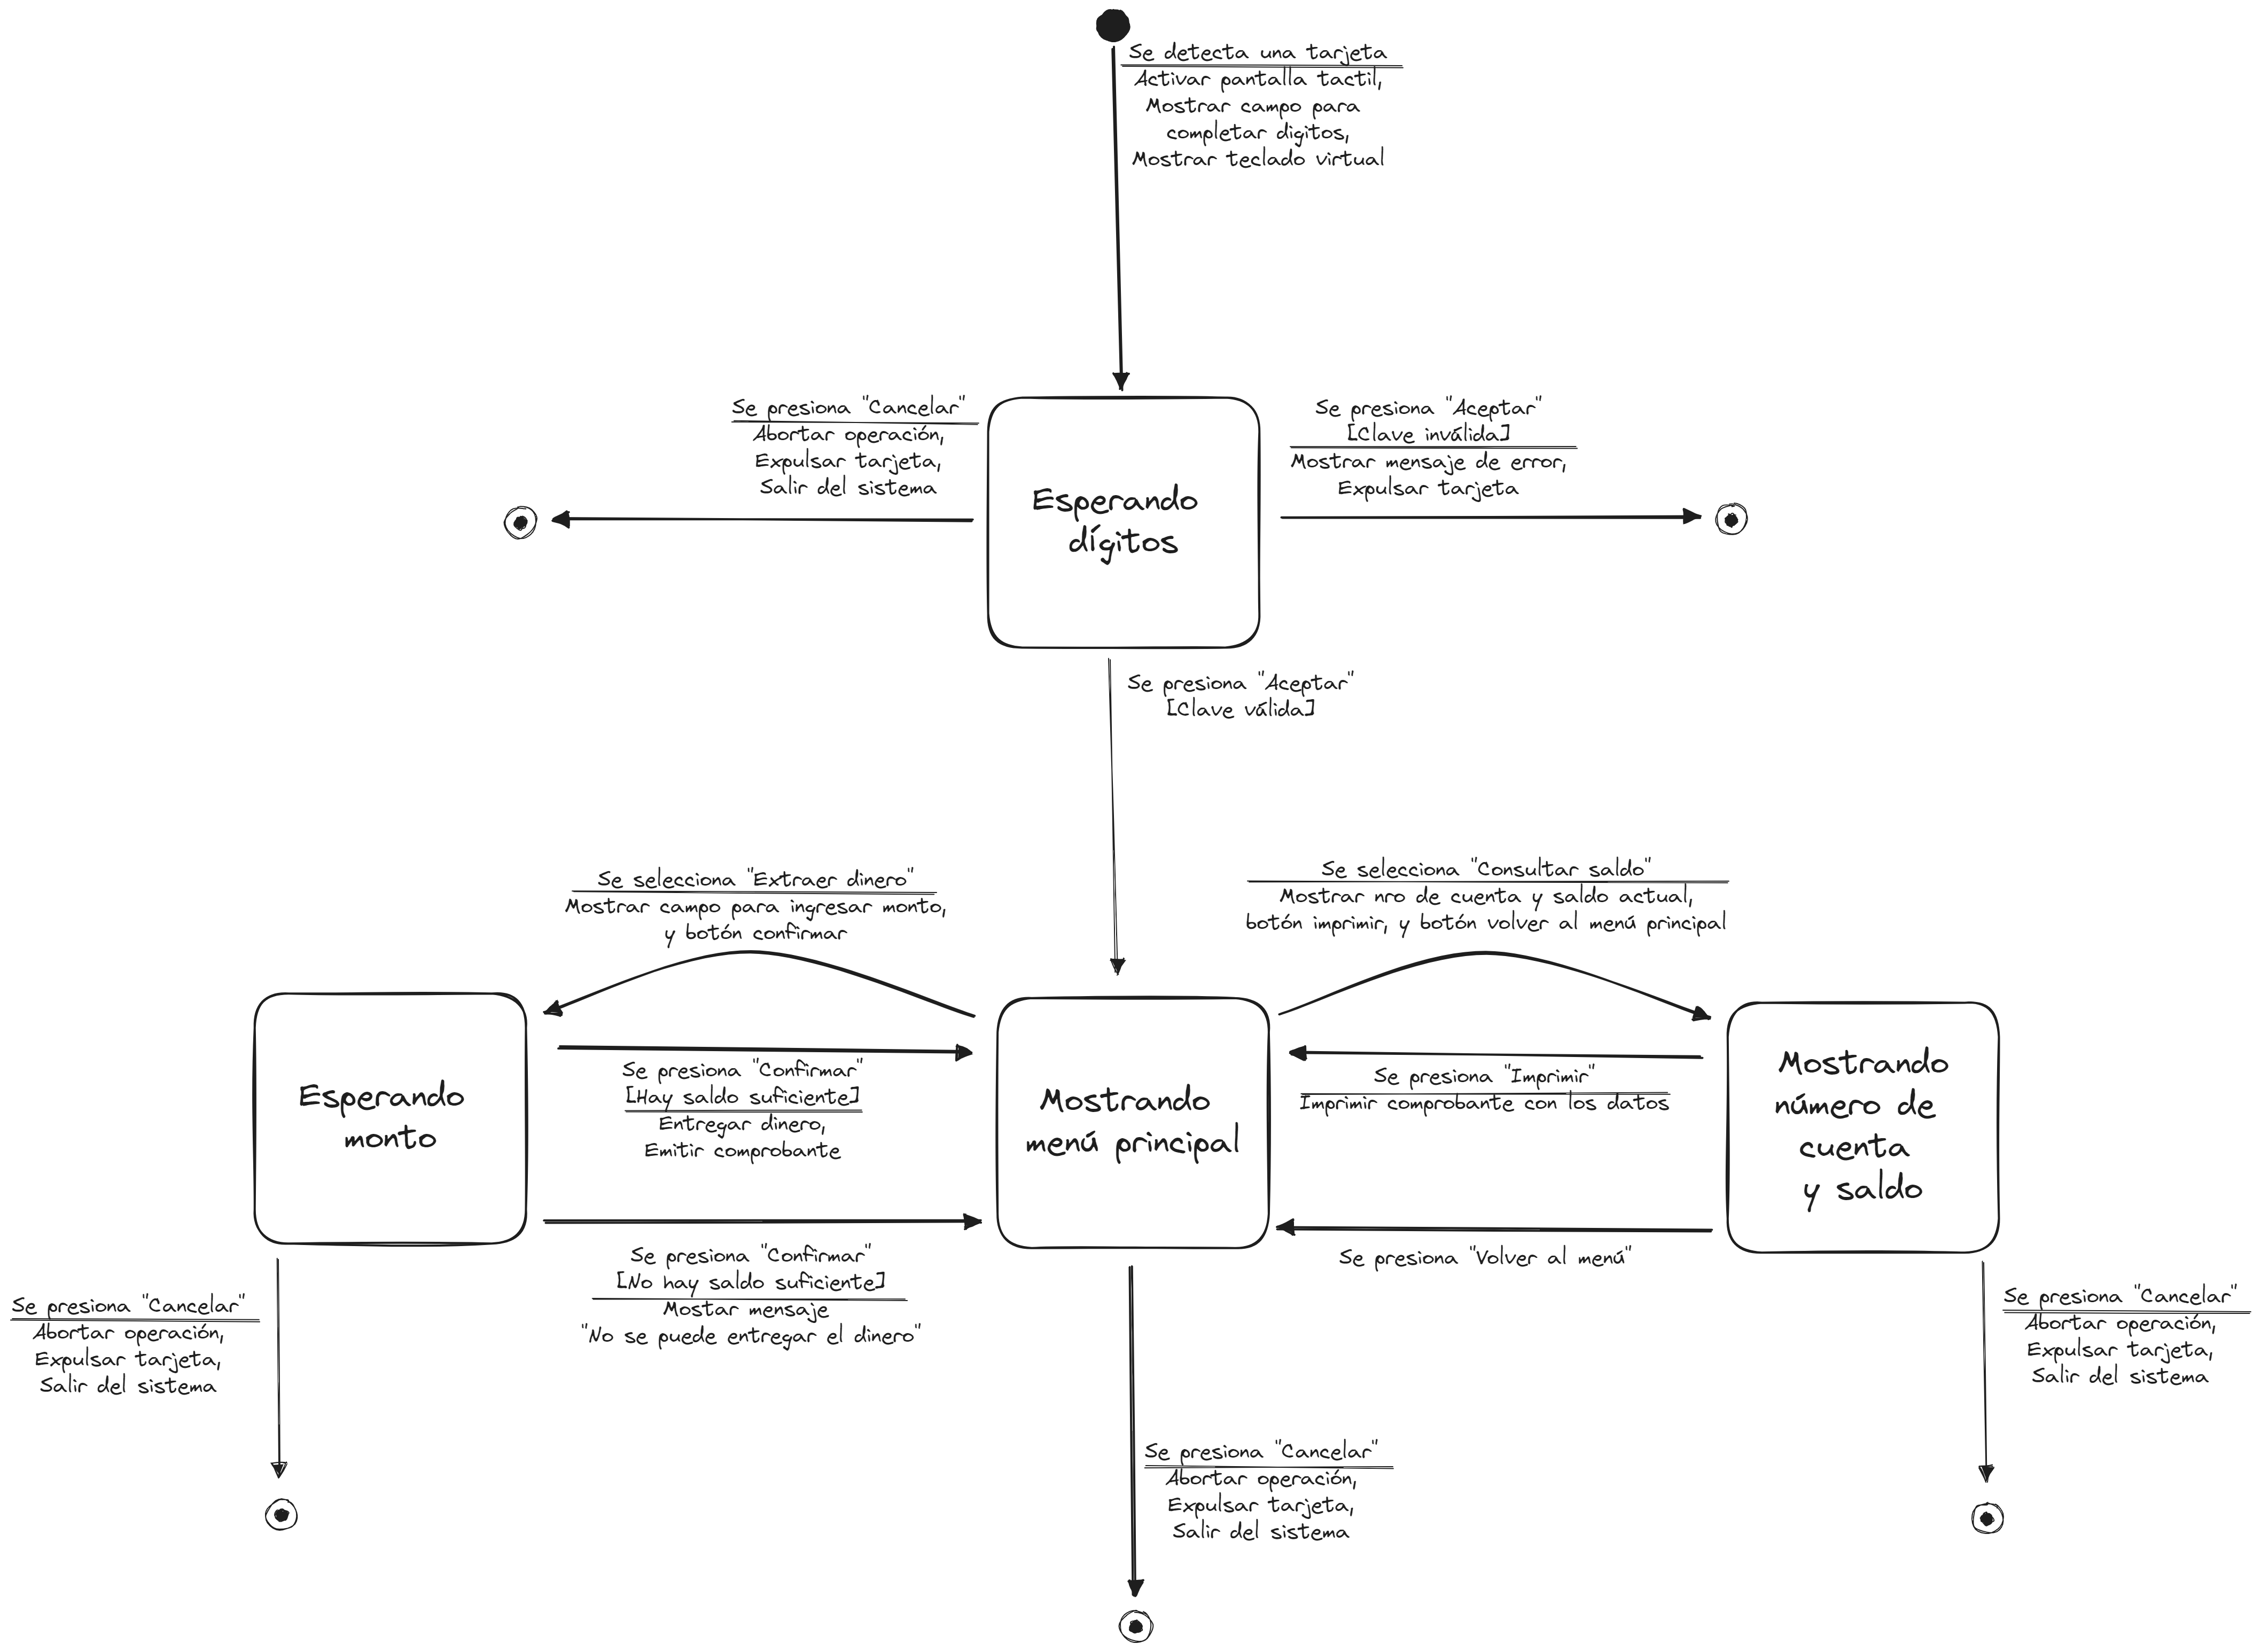 Se detecta una tarjeta
Activar pantalla tactil,
Mostrar campo para
completar digitos,
Mostrar teclado virtual
Se presiona "Cancelar"
Abortar operación,
Expulsar tarjeta,
Salir del sistema
Esperando
dígitos
Se presiona "Aceptar"
[Clave inválida]
Mostrar mensaje de error,
Expulsar tarjeta
Se presiona "Aceptar"
[Clave válida]
Se selecciona "Extraer dinero"
Mostrar campo para ingresar monto,
y botón confirmar
Se selecciona "Consultar saldo"
Mostrar nro de cuenta y saldo actual,
botón imprimir, y botón volver al menú principal
Esperando
monto
Se presiona "Confirmar"
[Hay saldo suficiente]
Entregar dinero,
Emitir comprobante
Mostrando
menú principal
Se presiona "Imprimir"
Imprimir comprobante con los datos
Mostrando
número de
cuenta
y saldo
Se presiona "Confirmar"
[No hay saldo suficiente]
Mostar mensaje
"No se puede entregar el dinero"
Se presiona "Volver al menú"
Se presiona "Cancelar"
Abortar operación,
Expulsar tarjeta,
Salir del sistema
Se presiona "Cancelar"
Abortar operación,
Expulsar tarjeta,
Salir del sistema
Se presiona "Cancelar"
Abortar operación,
Expulsar tarjeta,
Salir del sistema